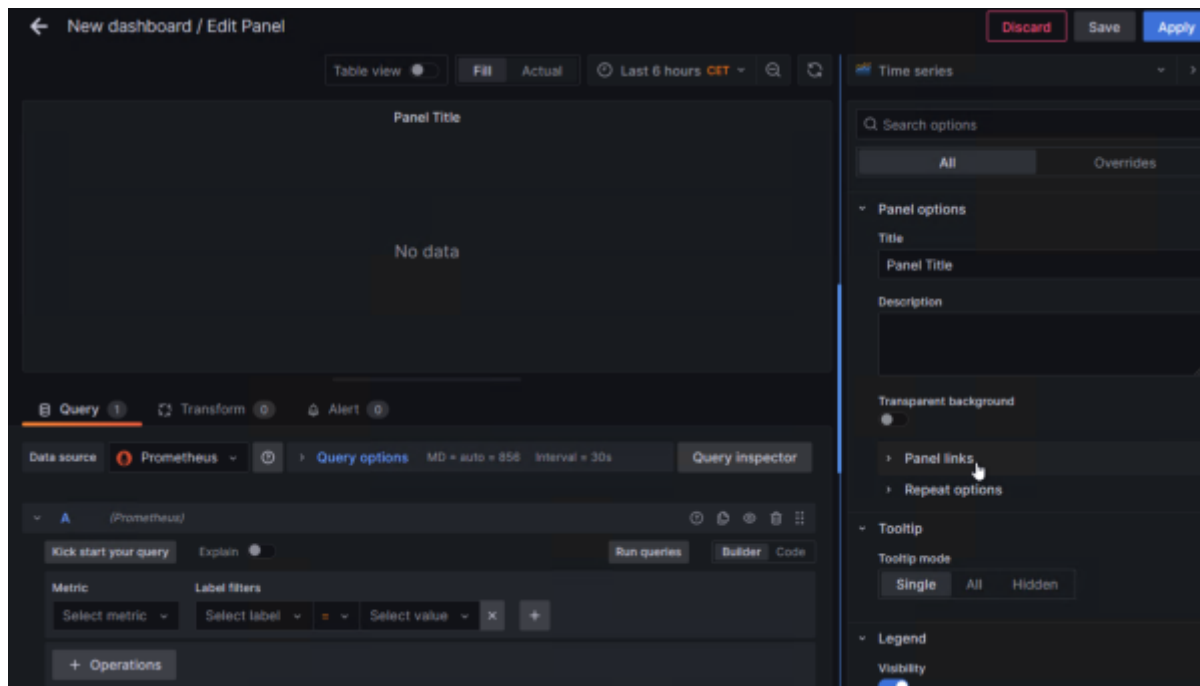 New dashboard / Edit Panel
Discard
Save
Apply
Table view
Fill
Actual
Last 6 hours CET
Time series
Panel Title
No data
Search options
All
Overrides
Panel options
Title
Panel Title
Description
Transparent background
Panel links
Repeat options
Tooltip
Tooltip mode
Single
All
Hidden
Legend
Visibility
Query 1
Transform 0
Alert 0
Data source
Prometheus
Query options
MD = auto = 856
Interval = 30s
Query inspector
A
(Prometheus)
Kick start your query
Explain
Run queries
Builder
Code
Metric
Label filters
Select metric
Select label
=
Select value
+ Operations